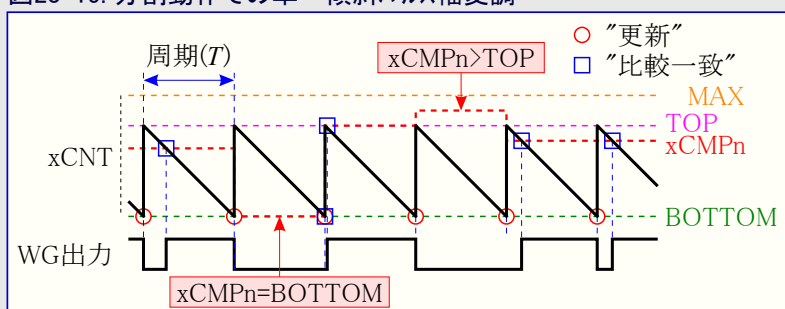 周期(T)
xCMPn>TOP
"更新"
"比較一致"
MAX
TOP
xCMPn
xCNT
BOTTOM
WG出力
xCMPn=BOTTOM